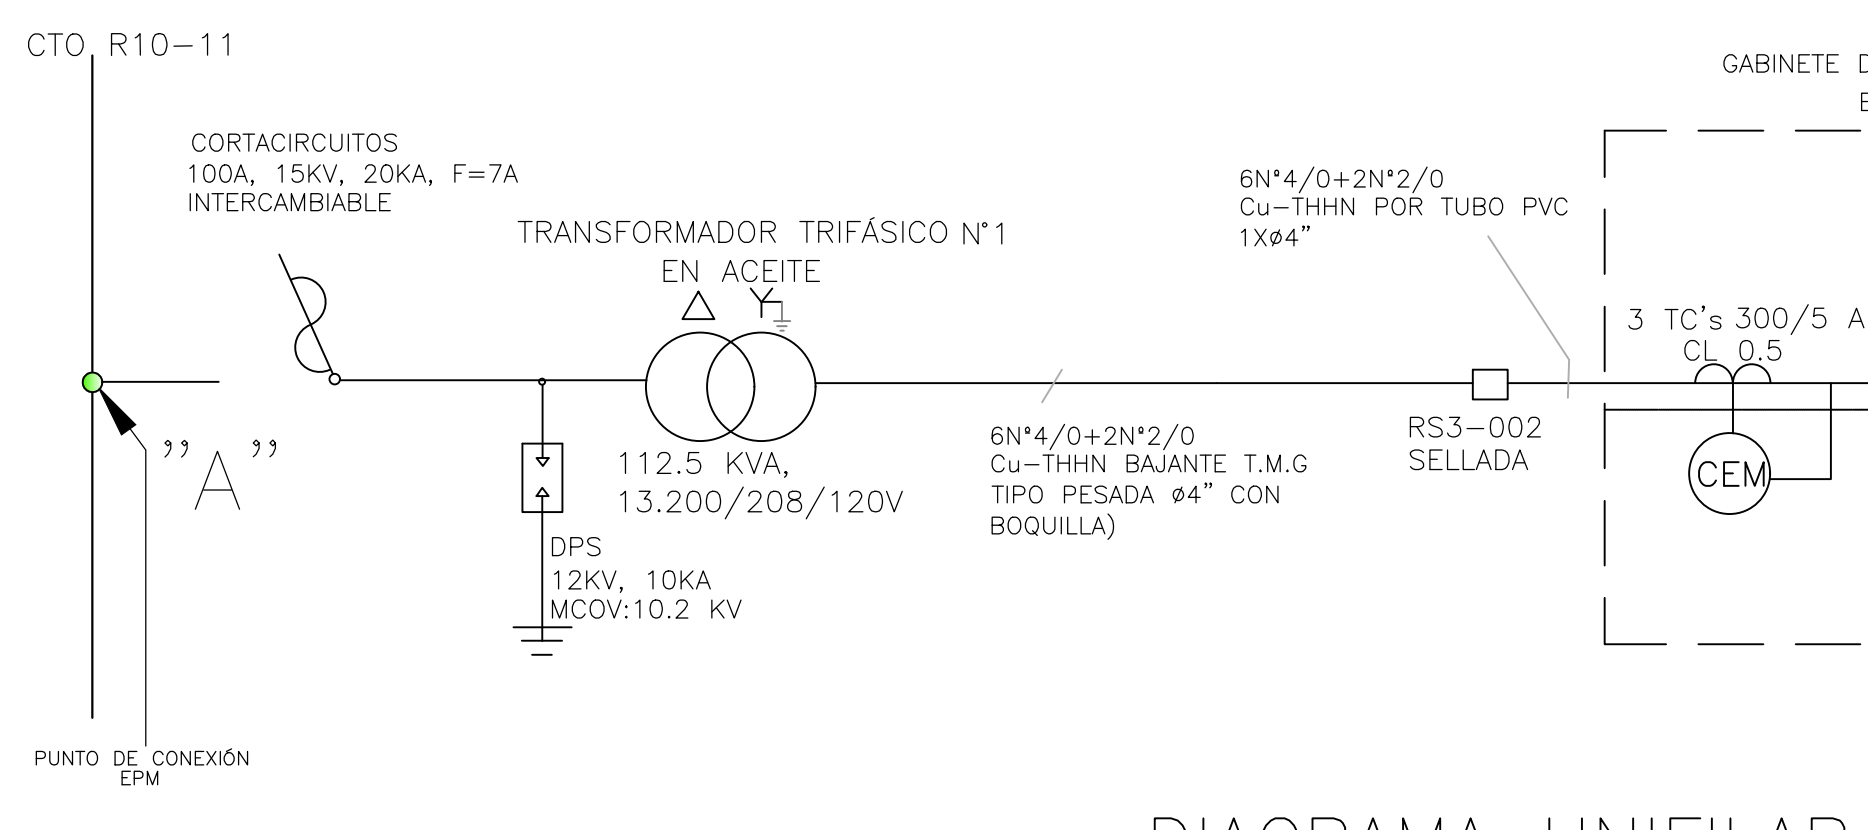 CTO R10-11
CORTACIRCUITOS
100A, 15KV, 20KA, F=7A
INTERCAMBIABLE
TRANSFORMADOR TRIFÁSICO N°1
EN ACEITE
112.5 KVA,
13.200/208/120V
DPS
12KV, 10KA
MCOV:10.2 KV
"A"
PUNTO DE CONEXIÓN
EPM
6N°4/0+2N°2/0
Cu-THHN BAJANTE T.M.G
TIPO PESADA ø4" CON
BOQUILLA)
6N°4/0+2N°2/0
Cu-THHN POR TUBO PVC
1Xø4"
RS3-002
SELLADA
GABINETE
3 TC's 300/5 A
CL 0.5
CEM
DIAGRAMA UNIFILAR